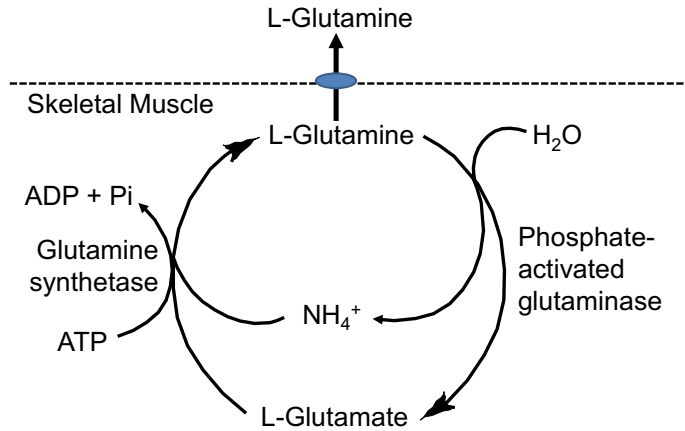 L-Glutamine
Skeletal Muscle
L-Glutamine
H₂O
ADP + Pi
Glutamine
synthetase
Phosphate-
activated
glutaminase
NH₄⁺
ATP
L-Glutamate